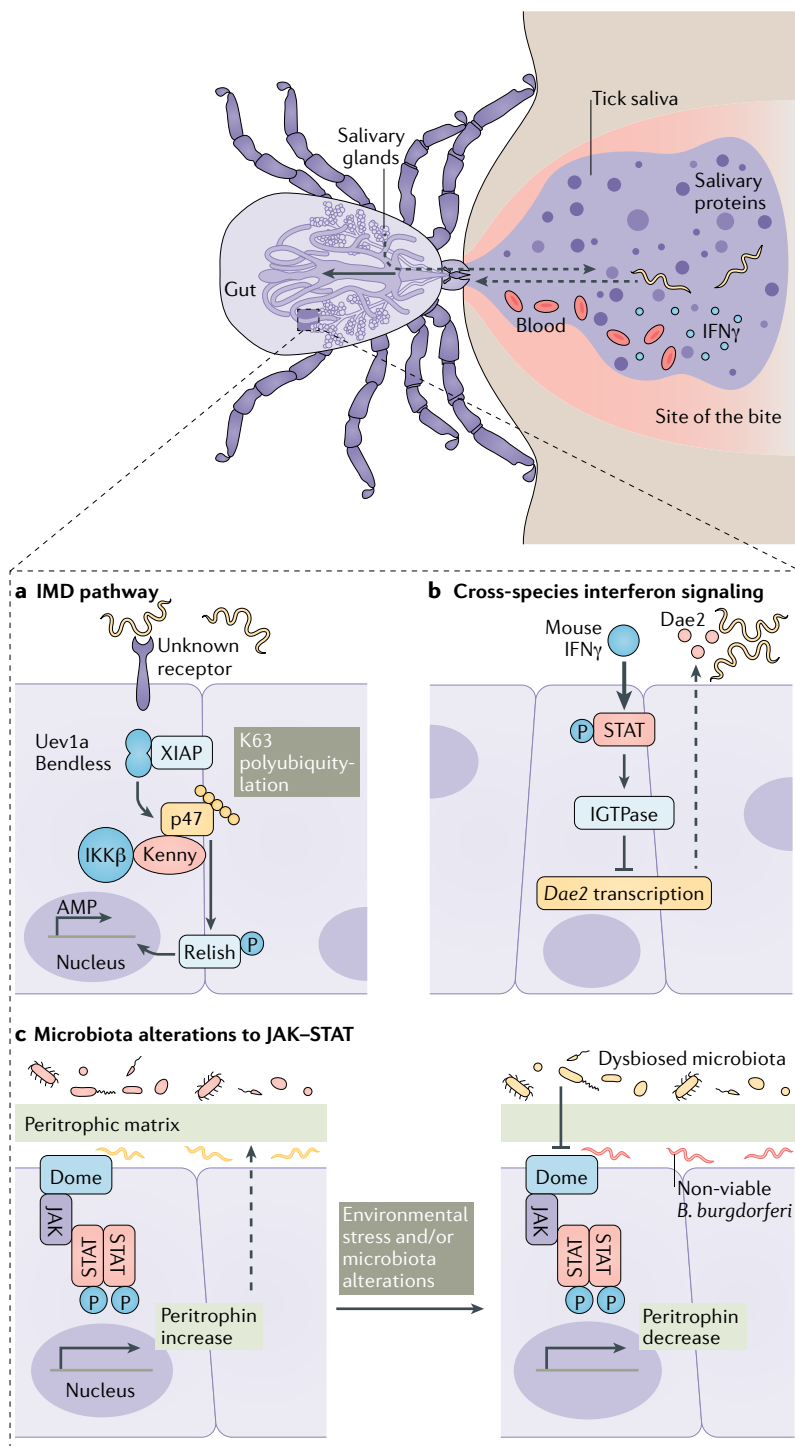 Tick saliva
Salivary
glands
Salivary
proteins
Gut
Blood
IFNγ
Site of the bite
a IMD pathway
Unknown
receptor
Uev1a
Bendless
XIAP
K63
polyubiquity-
lation
p47
IKKβ
Kenny
AMP
Nucleus
Relish
P
b Cross-species interferon signaling
Mouse
IFNγ
Dae2
P
STAT
IGTPase
Dae2 transcription
c Microbiota alterations to JAK–STAT
Peritrophic matrix
Dome
JAK
STAT
STAT
P
P
Peritrophin
increase
Nucleus
Environmental
stress and/or
microbiota
alterations
Dysbiosed microbiota
Dome
JAK
STAT
STAT
P
P
Non-viable
B. burgdorferi
Peritrophin
decrease